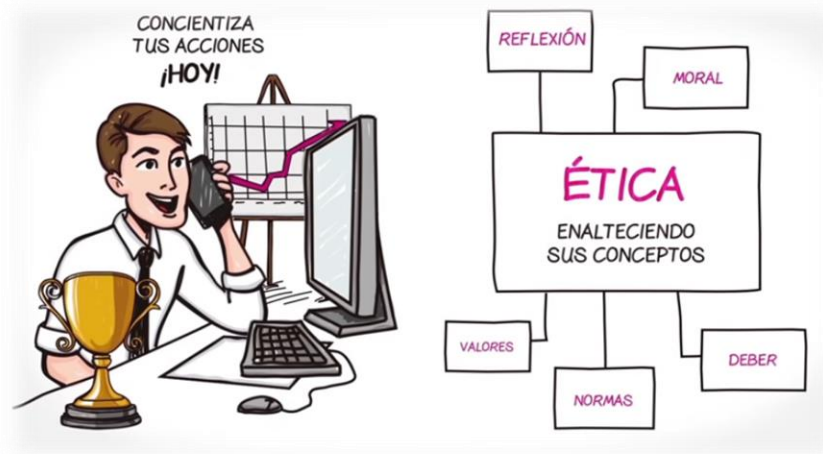 CONCIENTIZA
TUS ACCIONES
¡HOY!
REFLEXIÓN
MORAL
ÉTICA
ENALTECIENDO
SUS CONCEPTOS
VALORES
NORMAS
DEBER